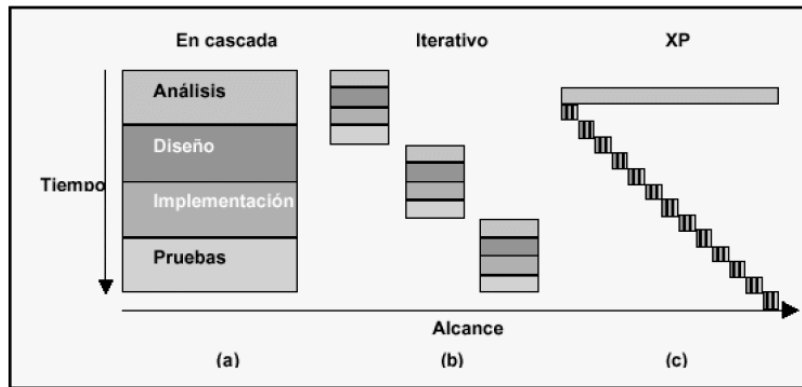 En cascada Iterativo XP
Análisis
Diseño
Tiempo
Implementación
Pruebas
Alcance
(a) (b) (c)